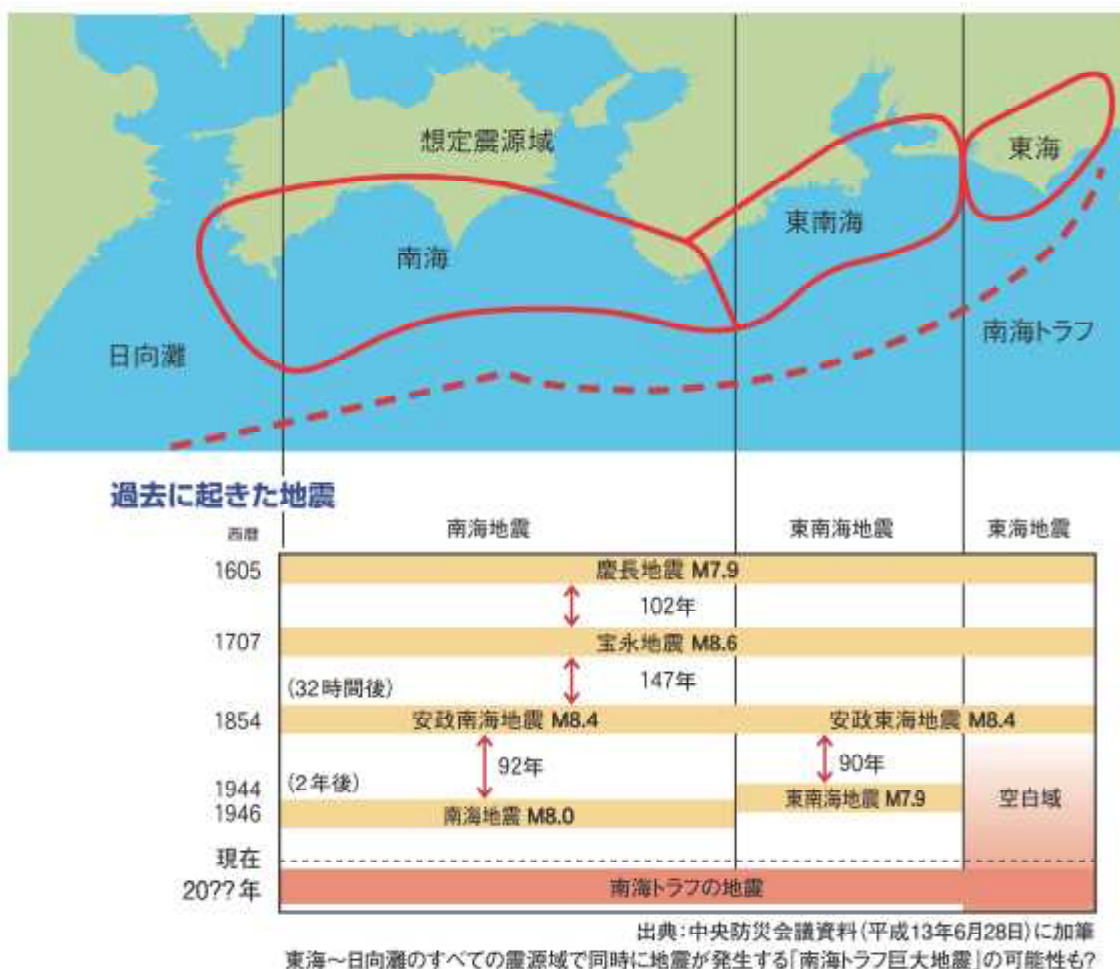 想定震源域
東海
東南海
南海
日向灘
南海トラフ
過去に起きた地震
西暦
南海地震
東南海地震
東海地震
1605
慶長地震 M7.9
102年
1707
宝永地震 M8.6
147年
(32時間後)
1854
安政南海地震 M8.4
安政東海地震 M8.4
92年
90年
1944
(2年後)
東南海地震 M7.9
空白域
1946
南海地震 M8.0
現在
20??年
南海トラフの地震
出典:中央防災会議資料(平成13年6月28日)に加筆
東海〜日向灘のすべての震源域で同時に地震が発生する「南海トラフ巨大地震」の可能性も?